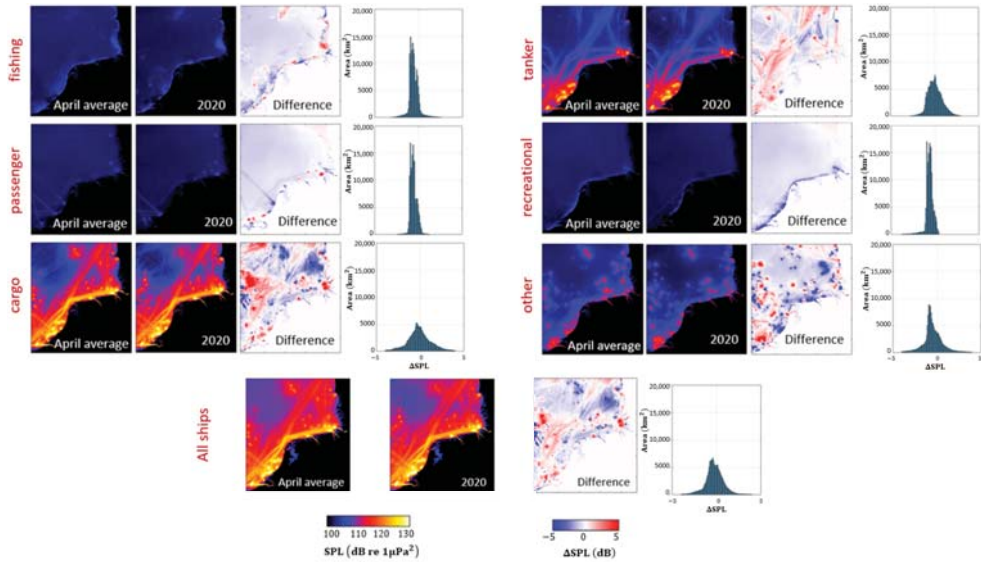 fishing
April average
2020
Difference
Area (km²)
20,000
15,000
10,000
5000
0
tanker
April average
2020
Difference
Area (km²)
20,000
15,000
10,000
5000
0
passenger
April average
2020
Difference
Area (km²)
20,000
15,000
10,000
5000
0
recreational
April average
2020
Difference
Area (km²)
20,000
15,000
10,000
5000
0
cargo
April average
2020
Difference
Area (km²)
20,000
15,000
10,000
5000
0
−5 0 5
ΔSPL
other
April average
2020
Difference
Area (km²)
20,000
15,000
10,000
5000
0
−5 0 5
ΔSPL
All ships
April average
2020
Difference
Area (km²)
20,000
15,000
10,000
5000
0
−5 0 5
ΔSPL
100 110 120 130
SPL (dB re 1μPa²)
−5 0 5
ΔSPL (dB)